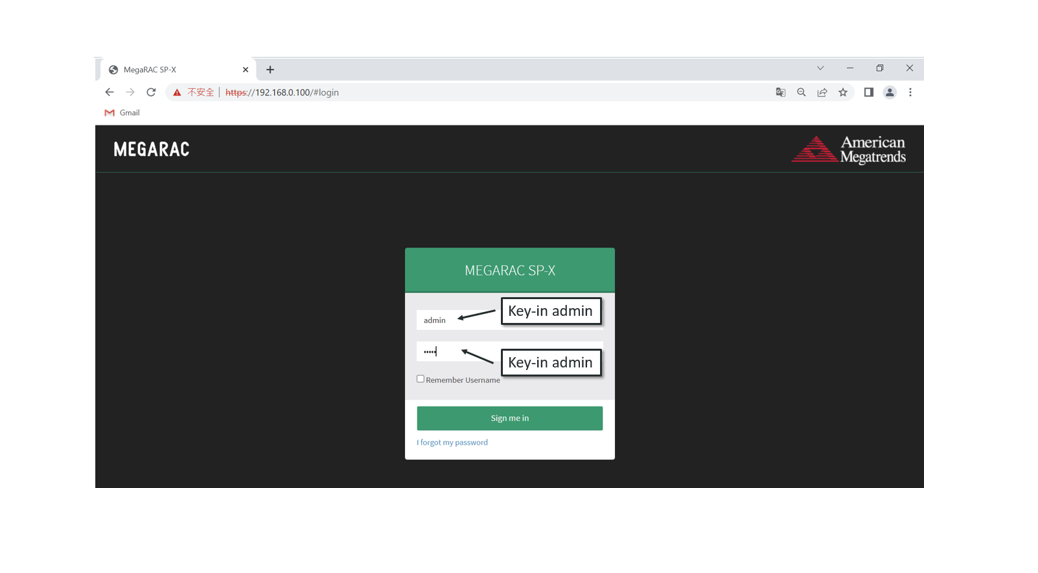 MegaRAC SP-X
不安全 | https://192.168.0.100/#login
Gmail
MEGARAC
American
Megatrends
MEGARAC SP-X
admin
Key-in admin
•••••
Key-in admin
Remember Username
Sign me in
I forgot my password